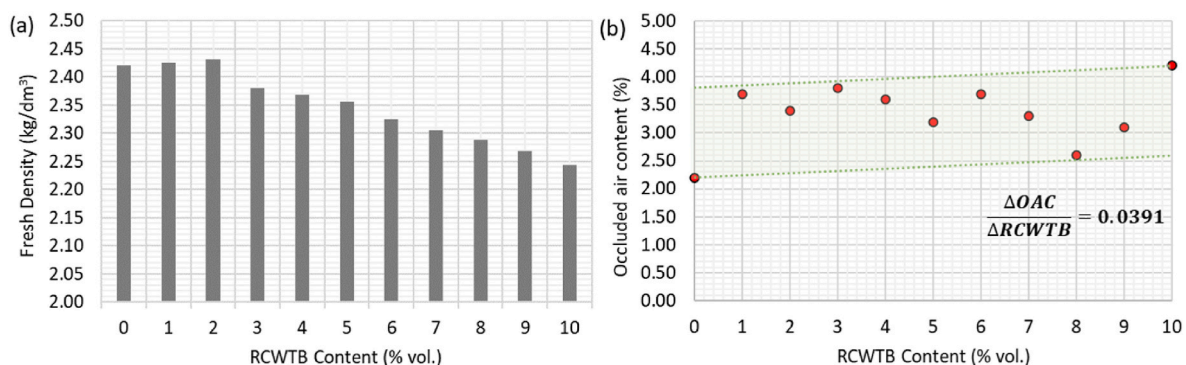 (a)
Fresh Density (kg/dm³)
2.50
2.45
2.40
2.35
2.30
2.25
2.20
2.15
2.10
2.05
2.00
0 1 2 3 4 5 6 7 8 9 10
RCWTB Content (% vol.)
(b)
Occluded air content (%)
5.00
4.50
4.00
3.50
3.00
2.50
2.00
1.50
1.00
0.50
0.00
ΔOAC
ΔRCWTB
= 0.0391
0 1 2 3 4 5 6 7 8 9 10
RCWTB Content (% vol.)